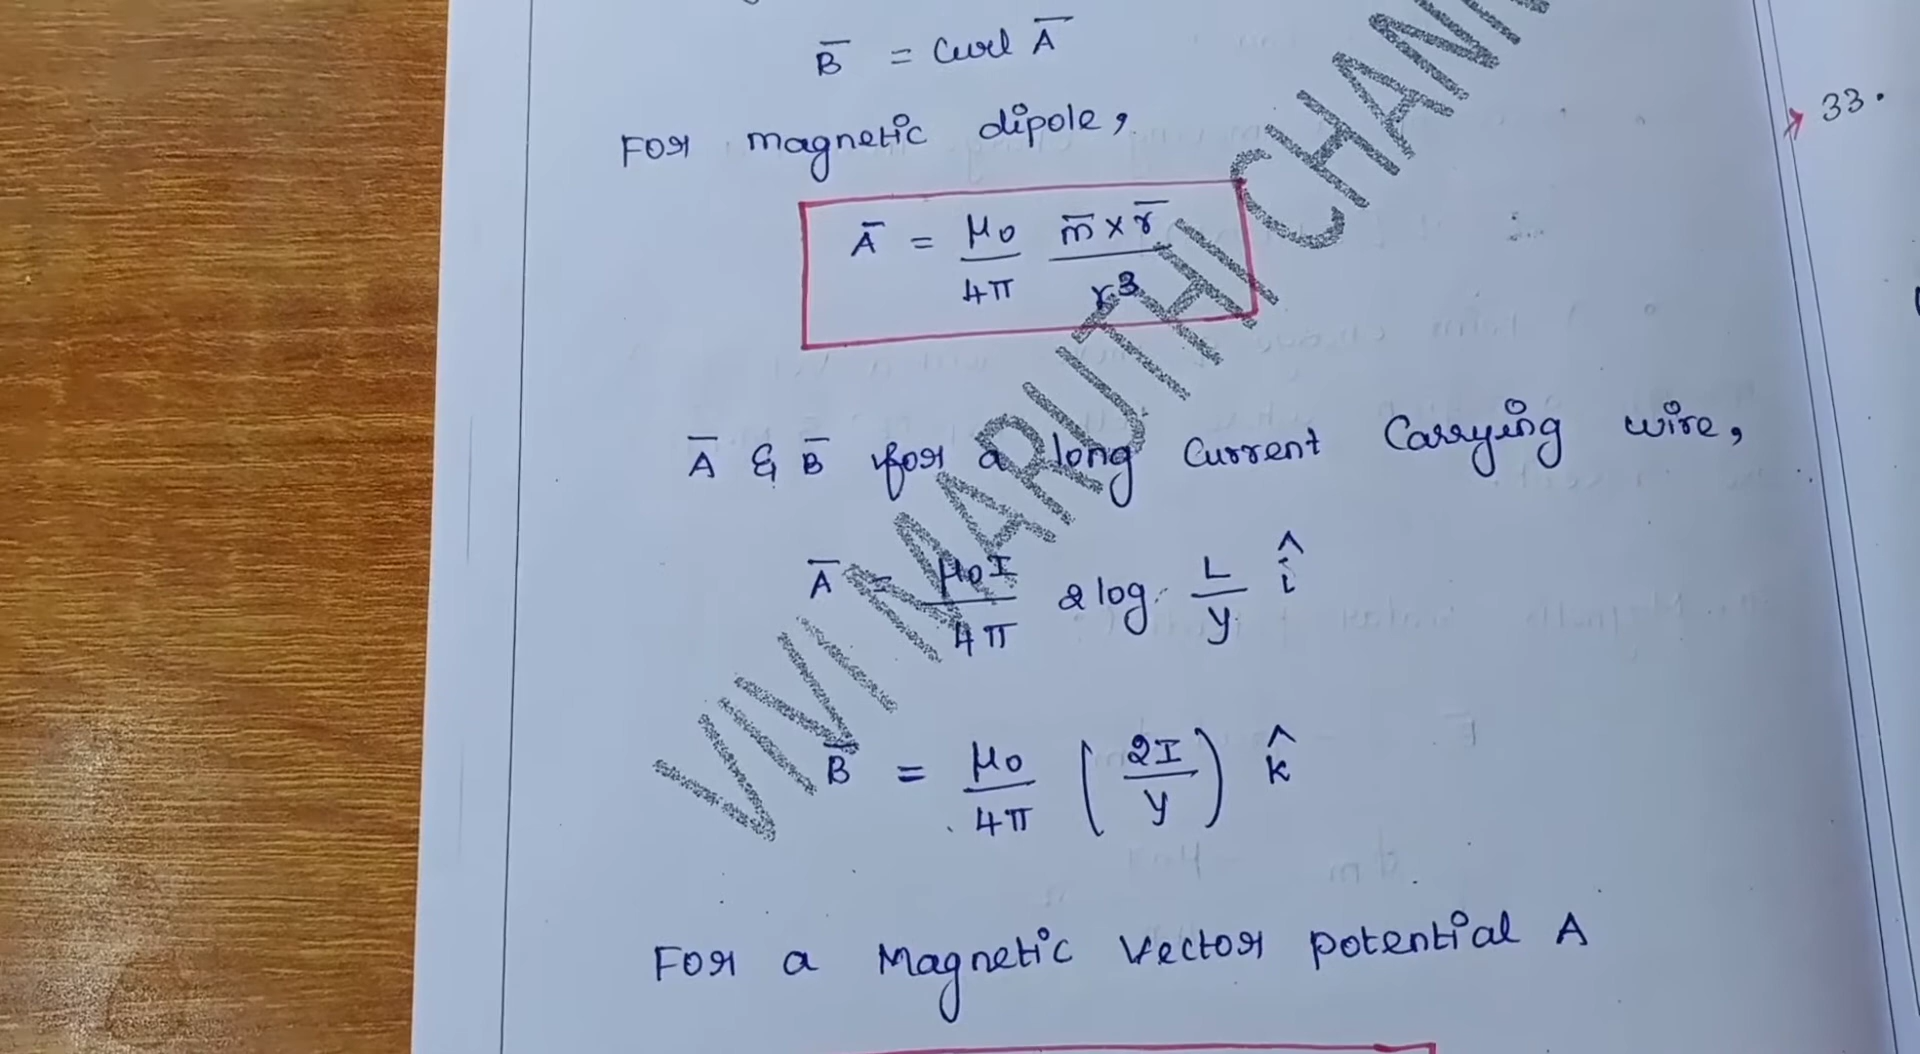 B̅ = Curl A̅
For magnetic dipole,
A̅ = μ₀/4π m̅ × r̅/r³
A̅ & B̅ for a long Current Carrying wire,
A̅ = μ₀I/4π 2 log L/y î
B̅ = μ₀/4π (2I/y) k̂
For a Magnetic Vector potential A
33.
VIVI MARUTHI CHAN